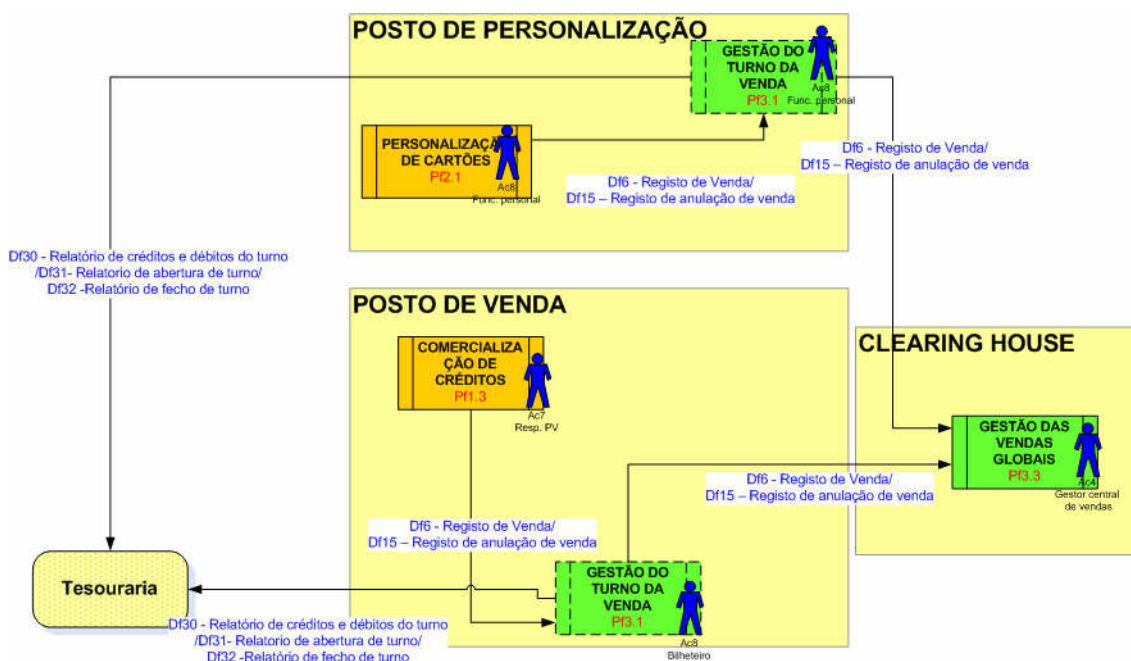 POSTO DE PERSONALIZAÇÃO
GESTÃO DO
TURNO DA
VENDA
Pf3.1
Ac8
Func. personal
PERSONALIZAÇÃ
DE CARTÕES
Pf2.1
Ac8
Func. personal
Df6 - Registo de Venda/
Df15 – Registo de anulação de venda
Df6 - Registo de Venda/
Df15 – Registo de anulação de venda
Df30 - Relatório de créditos e débitos do turno
/Df31- Relatorio de abertura de turno/
Df32 -Relatório de fecho de turno
POSTO DE VENDA
COMERCIALIZA
ÇÃO DE
CRÉDITOS
Pf1.3
Ac7
Resp. PV
CLEARING HOUSE
GESTÃO DAS
VENDAS
GLOBAIS
Pf3.3
Ac4
Gestor central
de vendas
Df6 - Registo de Venda/
Df15 – Registo de anulação de venda
Df6 - Registo de Venda/
Df15 – Registo de anulação de venda
Tesouraria
GESTÃO DO
TURNO DA
VENDA
Pf3.1
Ac8
Bilheteiro
Df30 - Relatório de créditos e débitos do turno
/Df31- Relatorio de abertura de turno/
Df32 -Relatório de fecho de turno